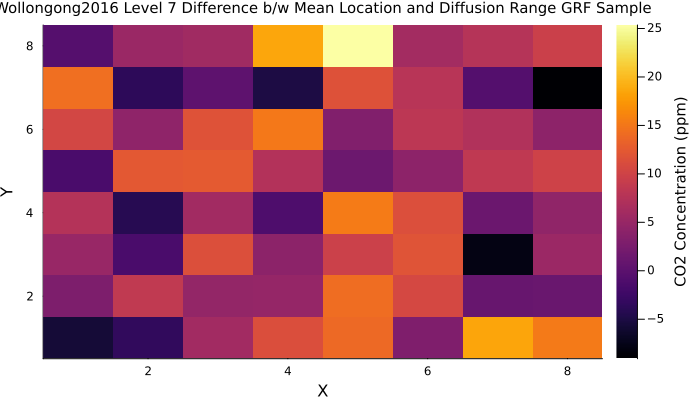 Wollongong2016 Level 7 Difference b/w Mean Location and Diffusion Range GRF Sample
8
6
4
2
Y
2 4 6 8
X
25
20
15
10
5
0
−5
CO2 Concentration (ppm)